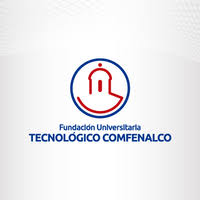 Fundación Universitaria
TECNOLÓGICO COMFENALCO